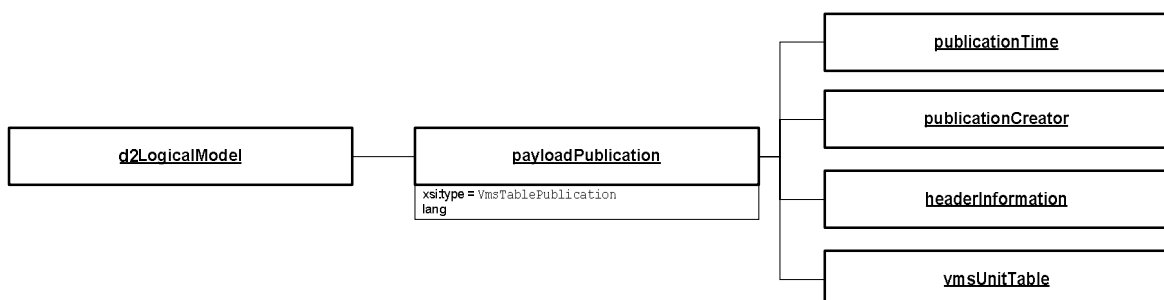 publicationTime
publicationCreator
d2LogicalModel
payloadPublication
xsi:type = VmsTablePublication
lang
headerInformation
vmsUnitTable